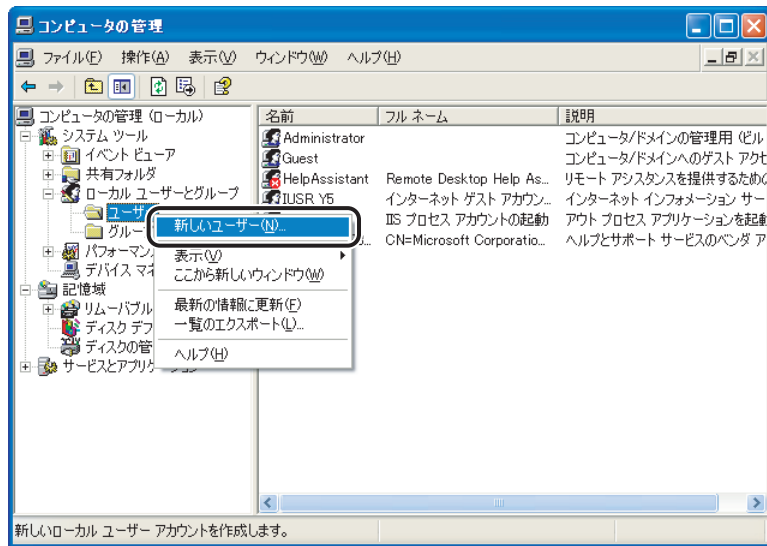 コンピュータの管理
ファイル(F) 操作(A) 表示(V) ウィンドウ(W) ヘルプ(H)
コンピュータの管理 (ローカル)
システム ツール
イベント ビューア
共有フォルダ
ローカル ユーザーとグループ
ユーザー
グルー
パフォーマン
デバイス マネ
記憶域
リムーバブル
ディスク デフ
ディスクの管
サービスとアプリケーション
名前 フル ネーム 説明
Administrator コンピュータ/ドメインの管理用 (ビル
Guest コンピュータ/ドメインへのゲスト アクセ
HelpAssistant Remote Desktop Help As... リモート アシスタンスを提供するための
IUSR Y5 インターネット ゲスト アカウン... インターネット インフォメーション サー
IIS プロセス アカウントの起動 アウト プロセス アプリケーションを起動
CN=Microsoft Corporatio... ヘルプとサポート サービスのベンダ ア
新しいユーザー(N)...
表示(V)
ここから新しいウィンドウ(W)
最新の情報に更新(F)
一覧のエクスポート(L)...
ヘルプ(H)
新しいローカル ユーザー アカウントを作成します。